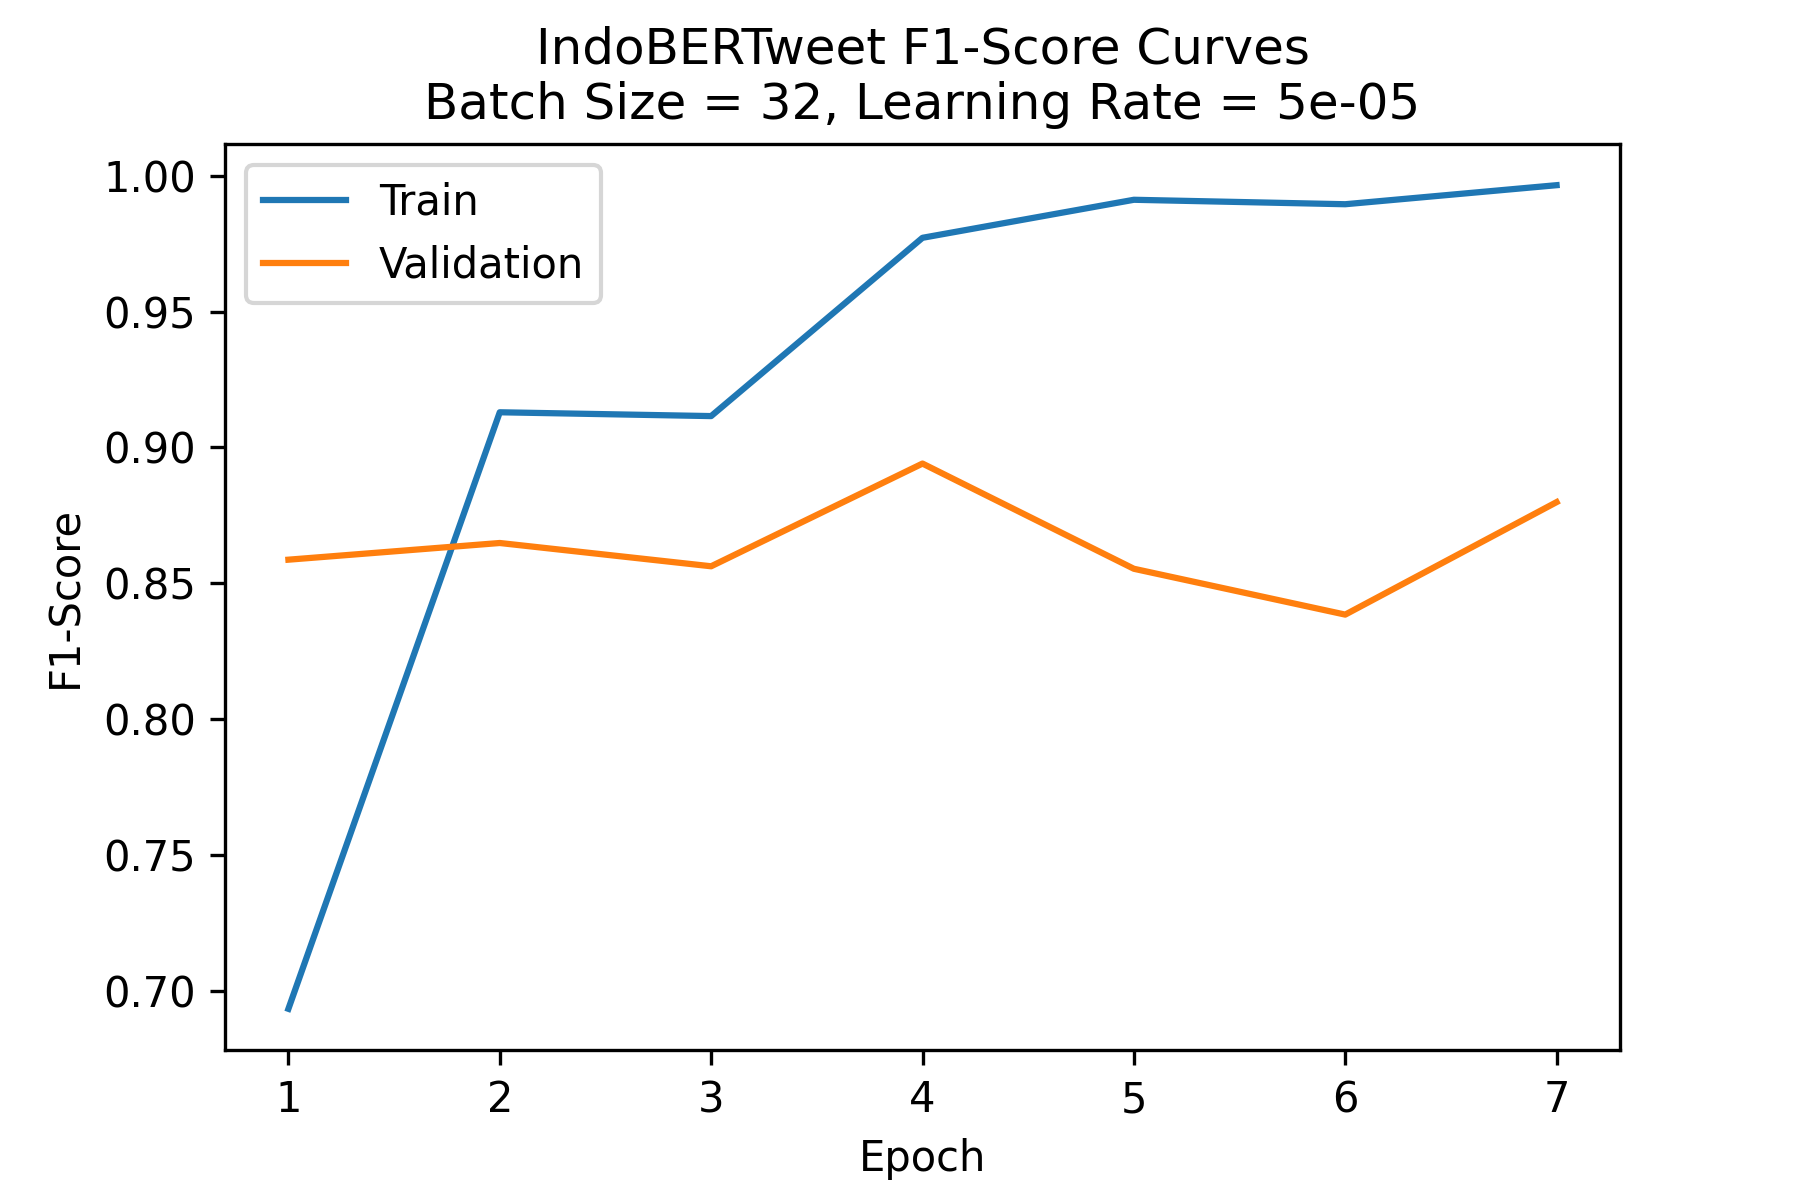 IndoBERTweet F1-Score Curves
Batch Size = 32, Learning Rate = 5e-05
Train
Validation
1.00
0.95
0.90
0.85
0.80
0.75
0.70
F1-Score
1 2 3 4 5 6 7
Epoch